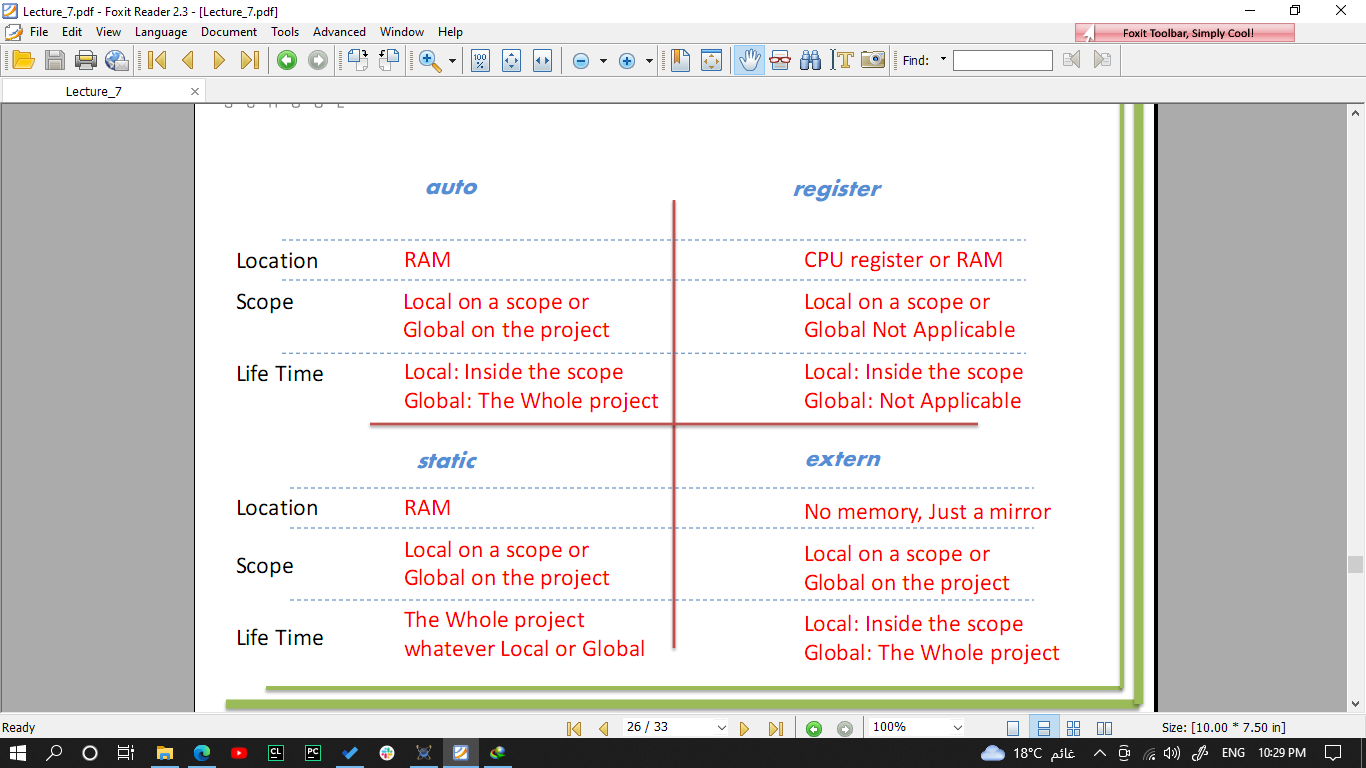 Lecture_7.pdf - Foxit Reader 2.3 - [Lecture_7.pdf]
File Edit View Language Document Tools Advanced Window Help
Foxit Toolbar, Simply Cool!
100 %
Find:
Lecture_7
S C H O O L
auto
register
Location RAM CPU register or RAM
Scope Local on a scope or Local on a scope or
Global on the project Global Not Applicable
Life Time Local: Inside the scope Local: Inside the scope
Global: The Whole project Global: Not Applicable
static
extern
Location RAM No memory, Just a mirror
Scope Local on a scope or Local on a scope or
Global on the project Global on the project
Life Time The Whole project Local: Inside the scope
whatever Local or Global Global: The Whole project
Ready 26 / 33 100% Size: [10.00 * 7.50 in]
CL PC 18°C غائم ENG 10:29 PM